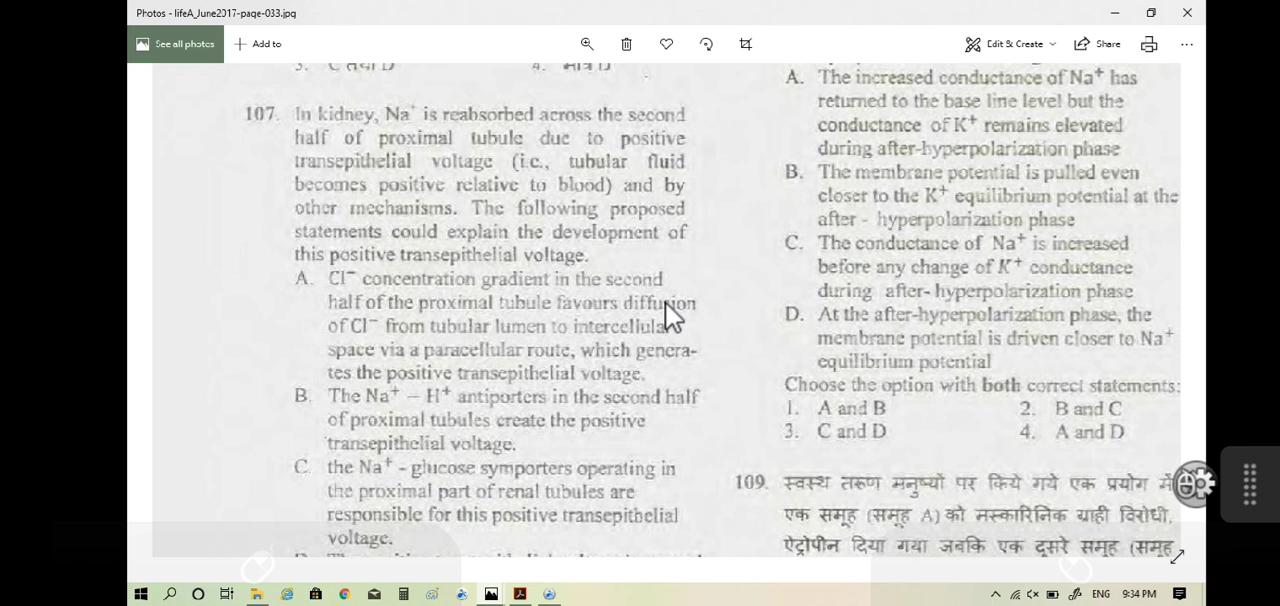 Photos - lifeA_June2017-page-033.jpg
See all photos
Add to
Edit & Create
Share
3. C तथा D
4. मात्र D
107. In kidney, Na⁺ is reabsorbed across the second
half of proximal tubule due to positive
transepithelial voltage (i.e., tubular fluid
becomes positive relative to blood) and by
other mechanisms. The following proposed
statements could explain the development of
this positive transepithelial voltage.
A. Cl⁻ concentration gradient in the second
half of the proximal tubule favours diffusion
of Cl⁻ from tubular lumen to intercellular
space via a paracellular route, which genera-
tes the positive transepithelial voltage.
B. The Na⁺ – H⁺ antiporters in the second half
of proximal tubules create the positive
transepithelial voltage.
C. the Na⁺ - glucose symporters operating in
the proximal part of renal tubules are
responsible for this positive transepithelial
voltage.
A. The increased conductance of Na⁺ has
returned to the base line level but the
conductance of K⁺ remains elevated
during after-hyperpolarization phase
B. The membrane potential is pulled even
closer to the K⁺ equilibrium potential at the
after - hyperpolarization phase
C. The conductance of Na⁺ is increased
before any change of K⁺ conductance
during after- hyperpolarization phase
D. At the after-hyperpolarization phase, the
membrane potential is driven closer to Na⁺
equilibrium potential
Choose the option with both correct statements:
1. A and B
2. B and C
3. C and D
4. A and D
109. स्वस्थ तरूण मनुष्यों पर किये गये एक प्रयोग में
एक समूह (समूह A) को मस्कारिनिक ग्राही विरोधी,
ऐट्रोपीन दिया गया जबकि एक दूसरे समूह (समूह
ENG
9:34 PM